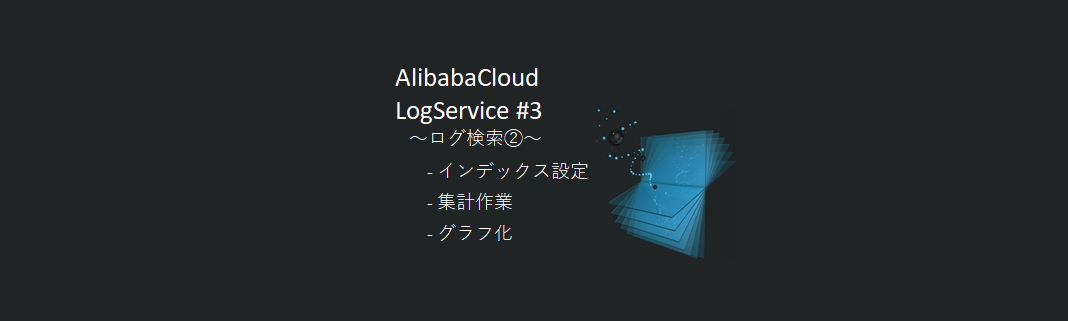 AlibabaCloud
LogService #3
～ログ検索②～
- インデックス設定
- 集計作業
- グラフ化